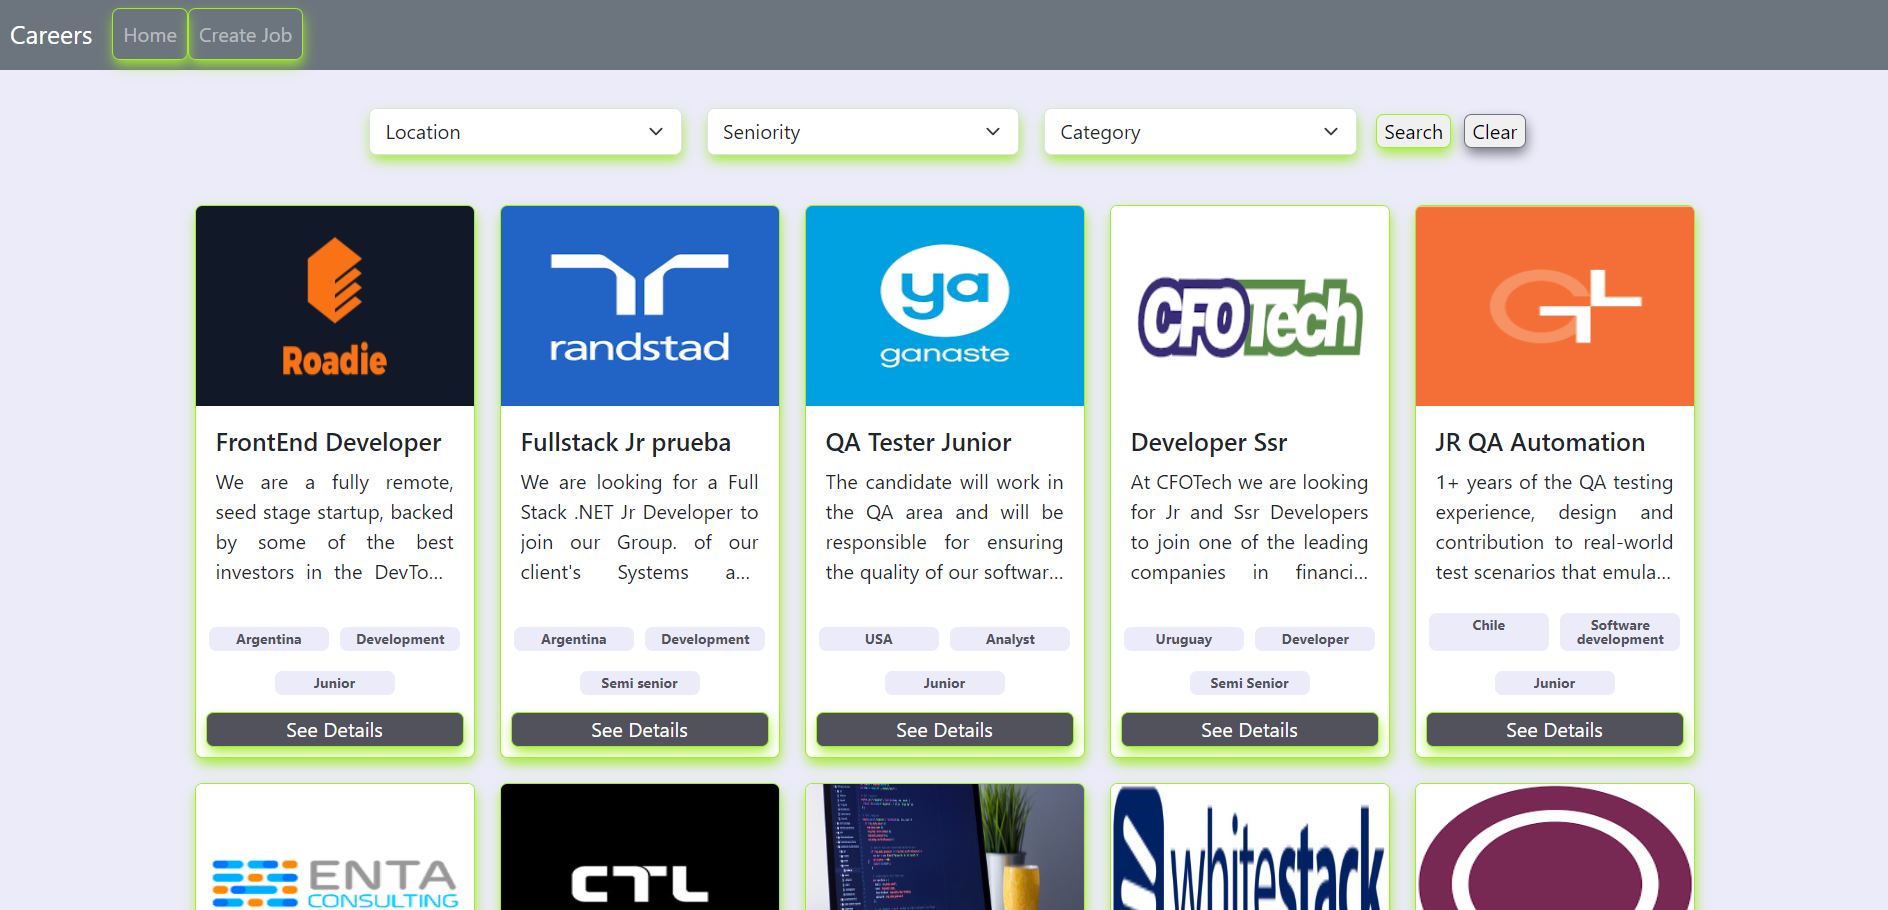 Careers Home Create Job
Location Seniority Category Search Clear
Roadie
randstad
ya
ganaste
CFOTech
G+
FrontEnd Developer
We are a fully remote,
seed stage startup, backed
by some of the best
investors in the DevTo...
Argentina Development
Junior
See Details
Fullstack Jr prueba
We are looking for a Full
Stack .NET Jr Developer to
join our Group. of our
client's Systems a...
Argentina Development
Semi senior
See Details
QA Tester Junior
The candidate will work in
the QA area and will be
responsible for ensuring
the quality of our softwar...
USA Analyst
Junior
See Details
Developer Ssr
At CFOTech we are looking
for Jr and Ssr Developers
to join one of the leading
companies in financi...
Uruguay Developer
Semi Senior
See Details
JR QA Automation
1+ years of the QA testing
experience, design and
contribution to real-world
test scenarios that emula...
Chile Software
development
Junior
See Details
ENTA
CONSULTING
CTL
whitestack